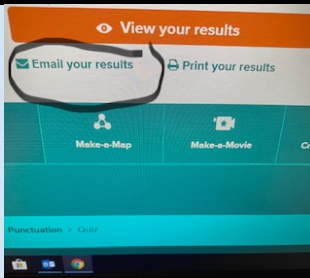 View your results
Email your results Print your results
Make-a-Map Make-a-Movie
Punctuation > Quiz